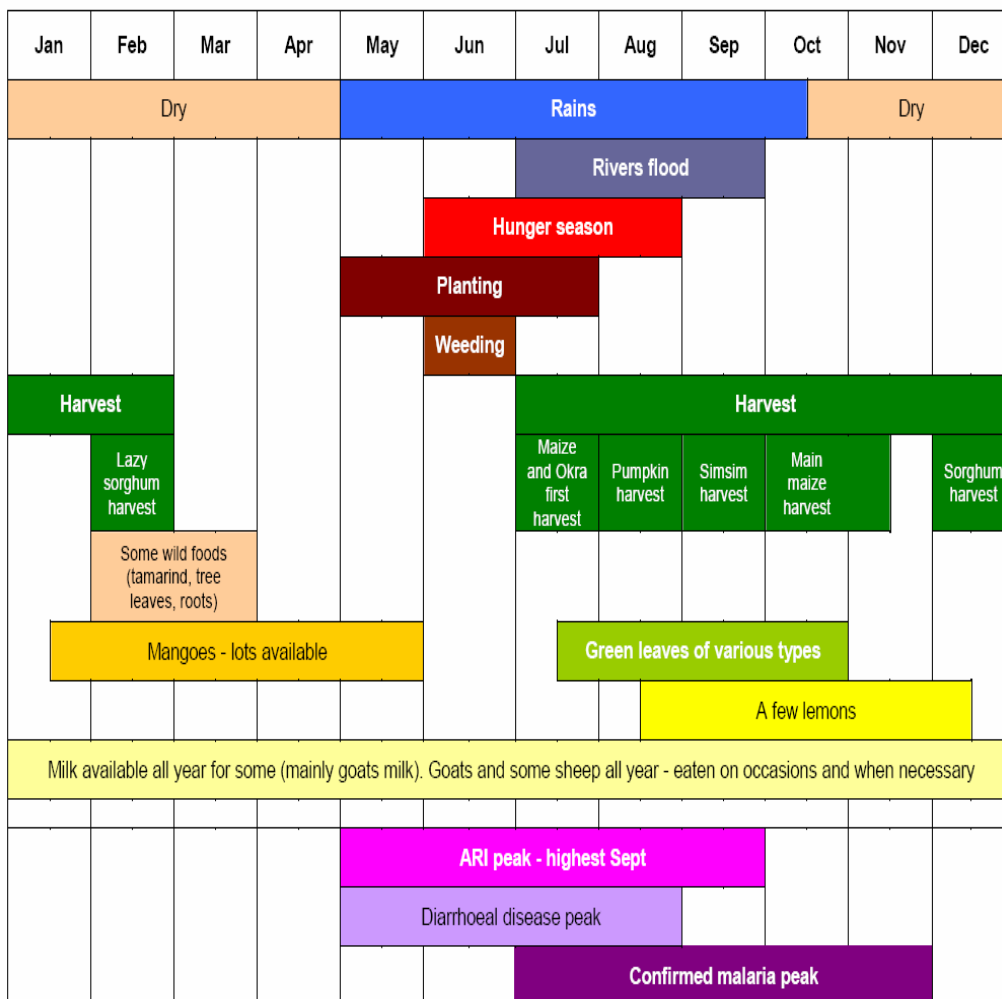 Jan Feb Mar Apr May Jun Jul Aug Sep Oct Nov Dec
Dry Rains Dry
Rivers flood
Hunger season
Planting
Weeding
Harvest Harvest
Lazy
sorghum
harvest
Maize
and Okra
first
harvest
Pumpkin
harvest
Simsim
harvest
Main
maize
harvest
Sorghum
harvest
Some wild foods
(tamarind, tree
leaves, roots)
Mangoes - lots available
Green leaves of various types
A few lemons
Milk available all year for some (mainly goats milk). Goats and some sheep all year - eaten on occasions and when necessary
ARI peak - highest Sept
Diarrhoeal disease peak
Confirmed malaria peak